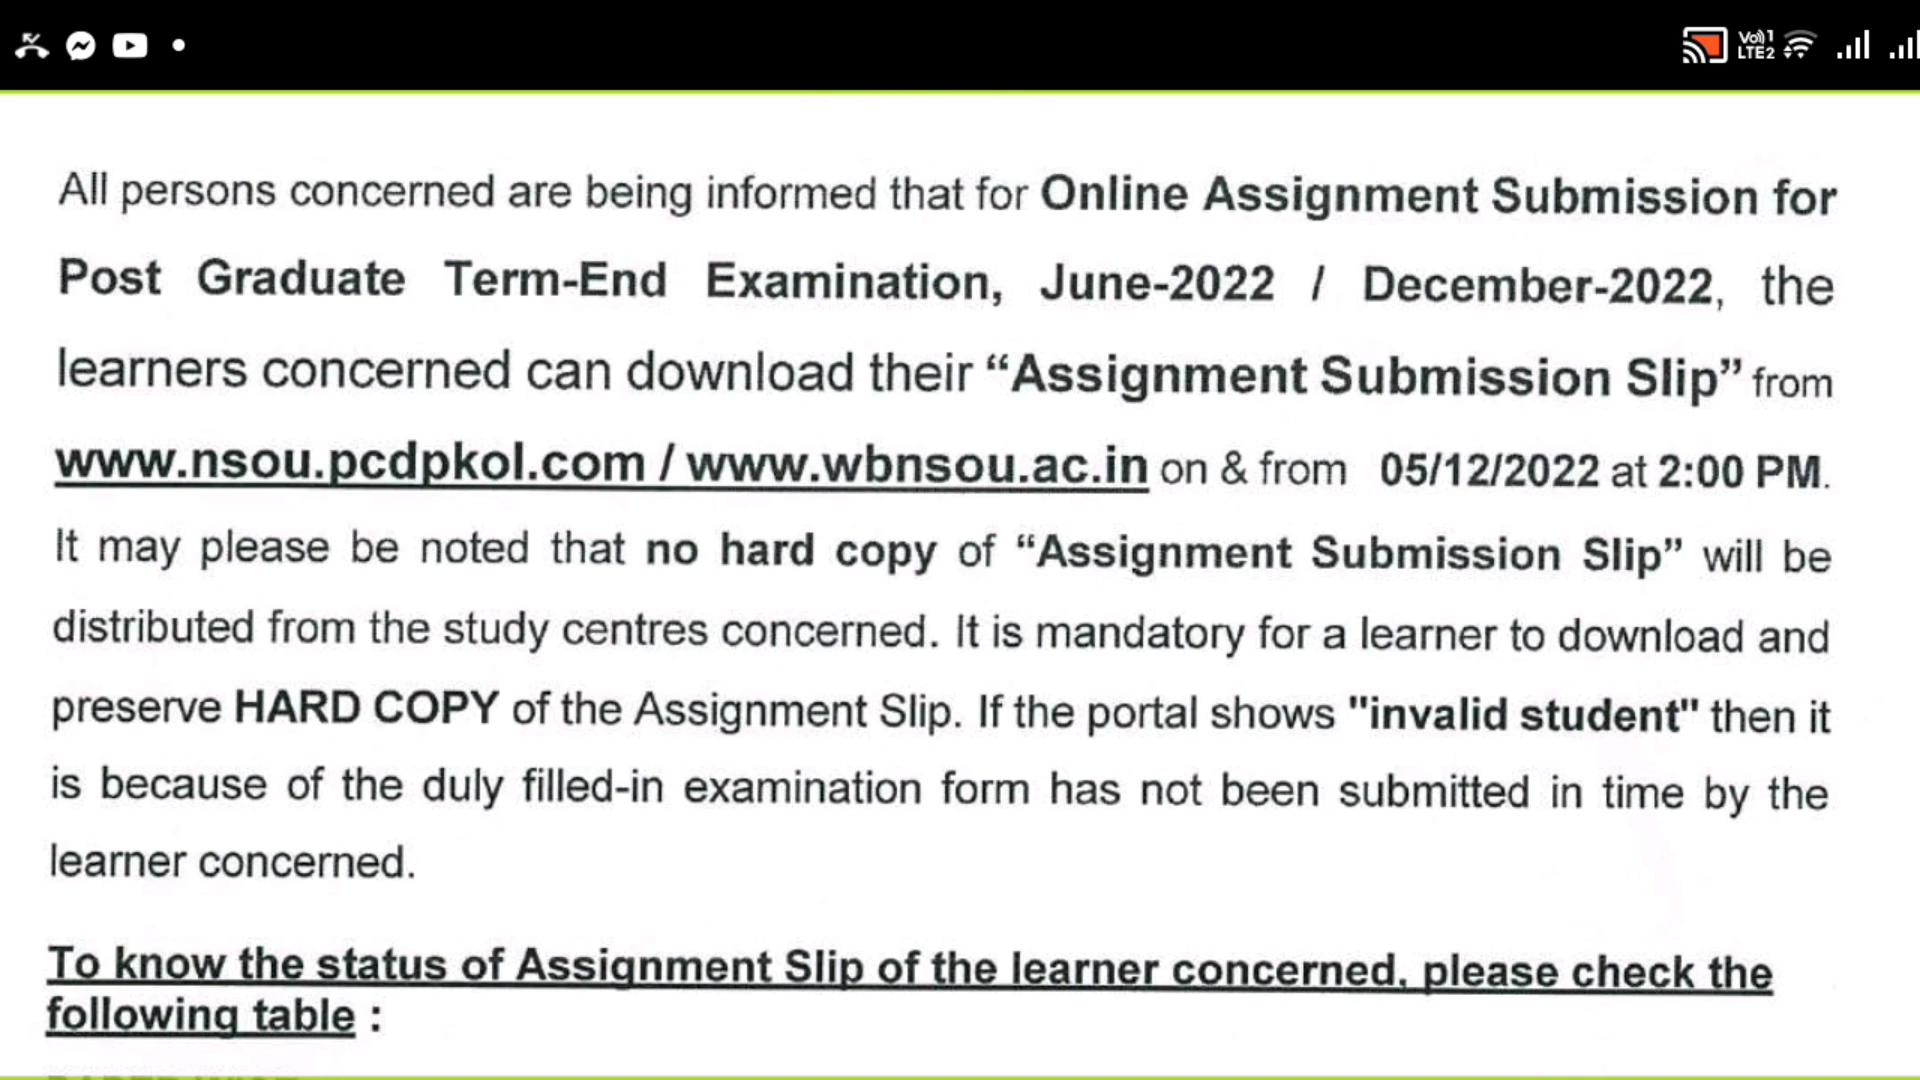 Vo)) 1
LTE2
All persons concerned are being informed that for Online Assignment Submission for
Post Graduate Term-End Examination, June-2022 / December-2022, the
learners concerned can download their “Assignment Submission Slip” from
www.nsou.pcdpkol.com / www.wbnsou.ac.in on & from 05/12/2022 at 2:00 PM.
It may please be noted that no hard copy of “Assignment Submission Slip” will be
distributed from the study centres concerned. It is mandatory for a learner to download and
preserve HARD COPY of the Assignment Slip. If the portal shows "invalid student" then it
is because of the duly filled-in examination form has not been submitted in time by the
learner concerned.
To know the status of Assignment Slip of the learner concerned, please check the
following table :